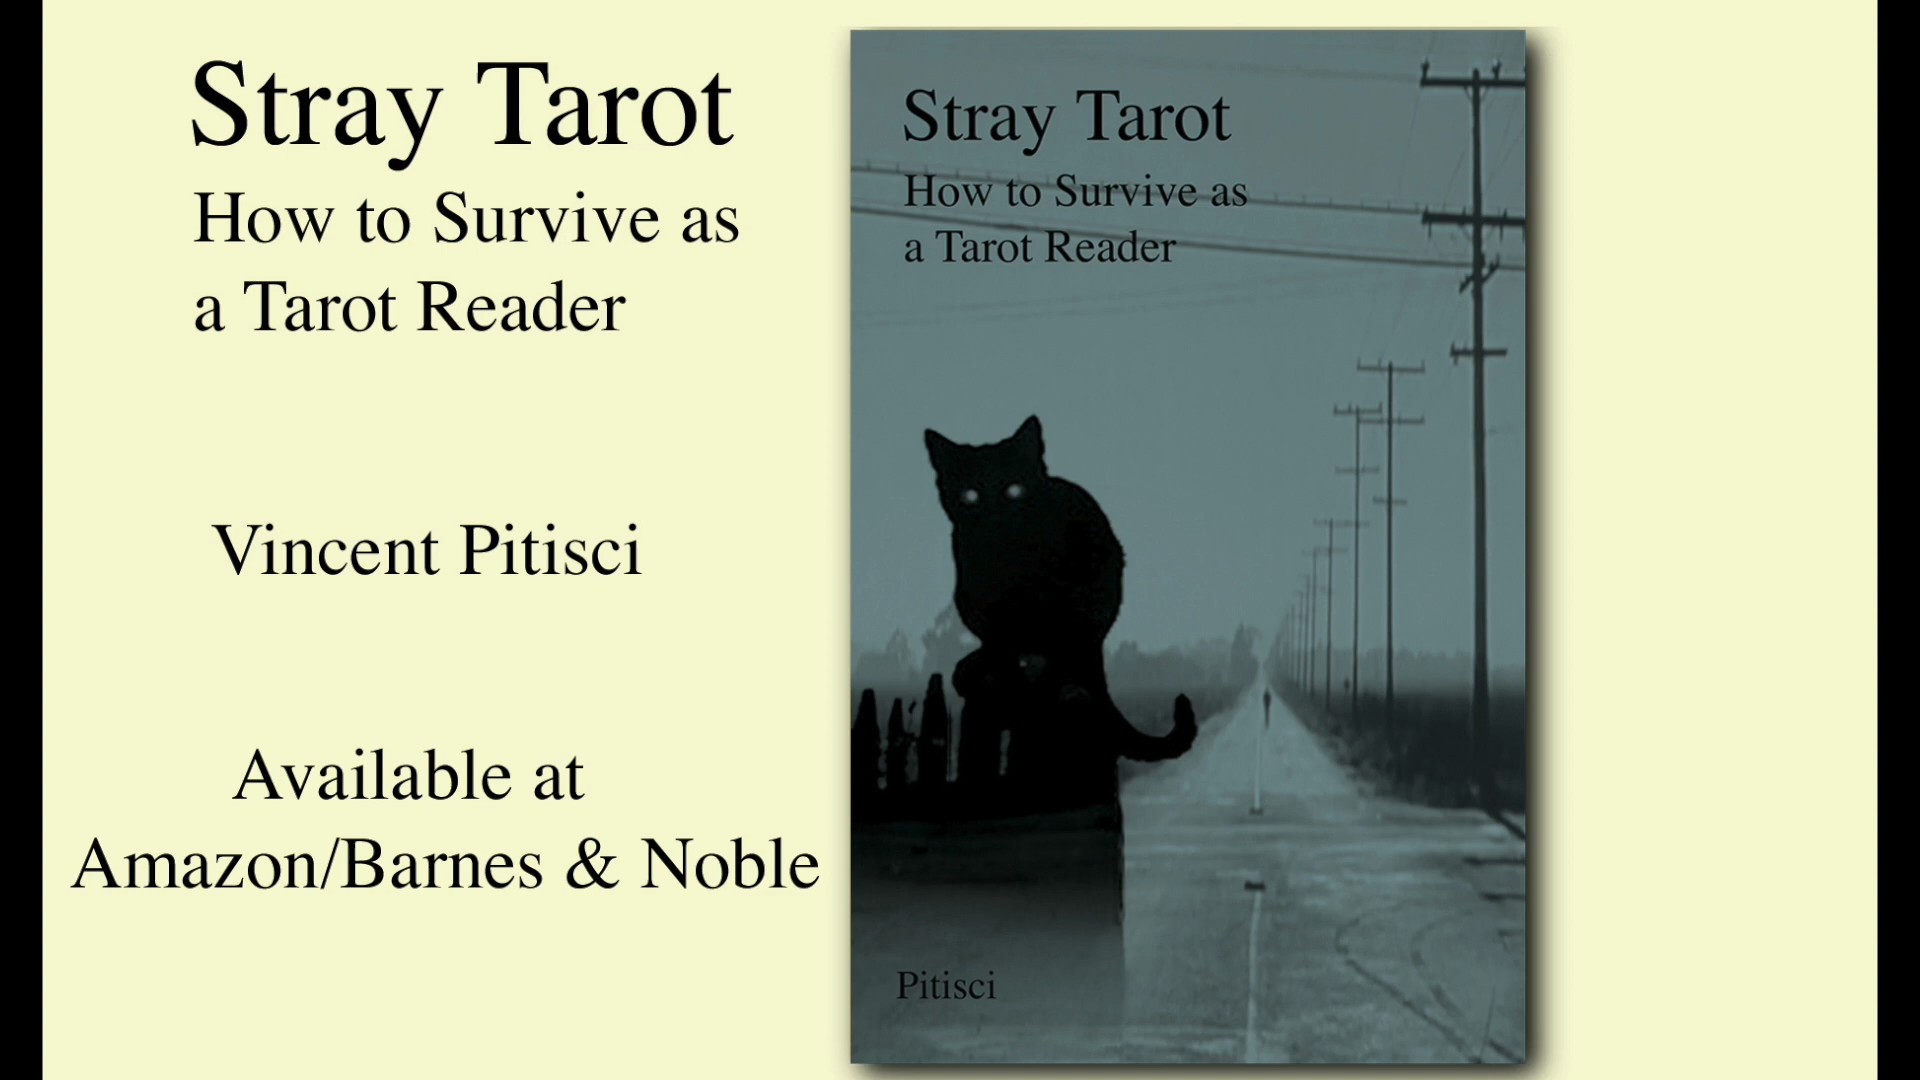 Stray Tarot
How to Survive as
a Tarot Reader
Vincent Pitisci
Available at
Amazon/Barnes & Noble
Stray Tarot
How to Survive as
a Tarot Reader
Pitisci